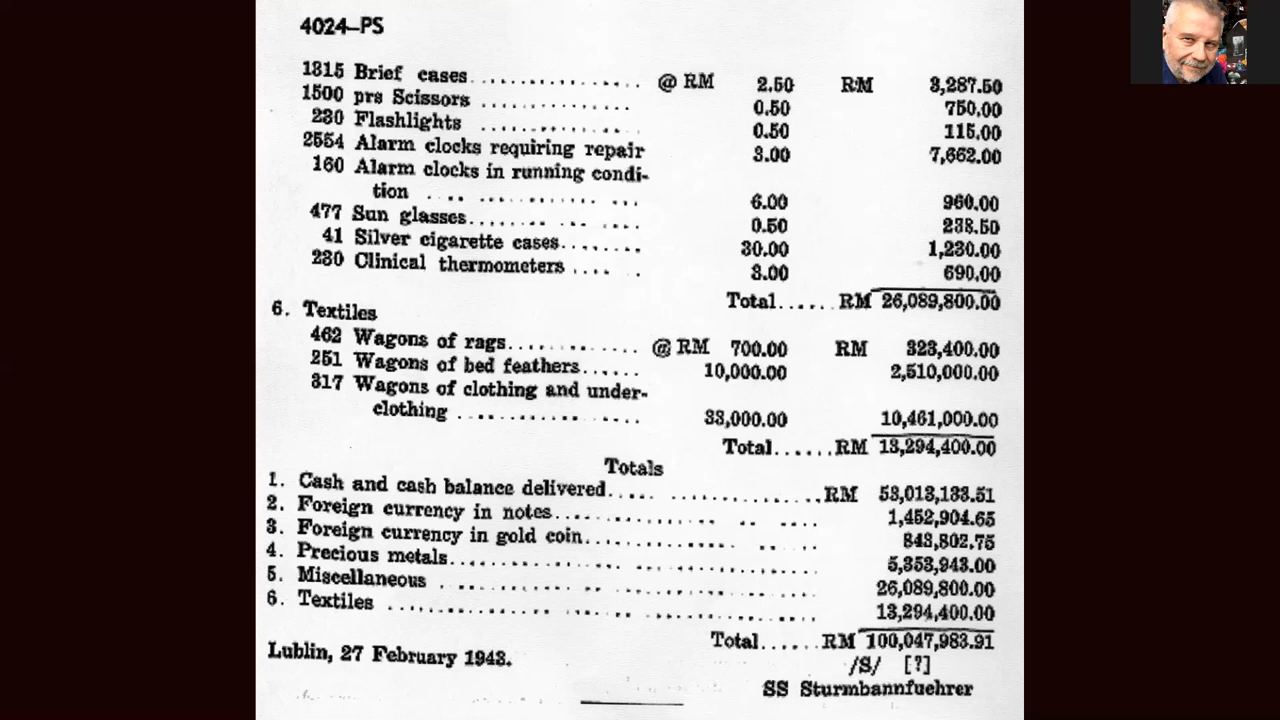 4024–PS
1315 Brief cases.................... @ RM 2.50 RM 3,287.50
1500 prs Scissors .................. 0.50 750.00
230 Flashlights .................. 0.50 115.00
2554 Alarm clocks requiring repair 3.00 7,662.00
160 Alarm clocks in running condi-
tion .................. 6.00 960.00
477 Sun glasses.................. 0.50 238.50
41 Silver cigarette cases........ 30.00 1,230.00
230 Clinical thermometers ..... 3.00 690.00
Total...... RM 26,089,800.00
6. Textiles
462 Wagons of rags............. @ RM 700.00 RM 323,400.00
251 Wagons of bed feathers...... 10,000.00 2,510,000.00
317 Wagons of clothing and under-
clothing .................. 33,000.00 10,461,000.00
Total...... RM 13,294,400.00
Totals
1. Cash and cash balance delivered.................. RM 53,013,133.51
2. Foreign currency in notes.................. 1,452,904.65
3. Foreign currency in gold coin.................. 843,802.75
4. Precious metals.................. 5,353,943.00
5. Miscellaneous .................. 26,089,800.00
6. Textiles .................. 13,294,400.00
Total...... RM 100,047,983.91
Lublin, 27 February 1943.
/S/ [?]
SS Sturmbannfuehrer